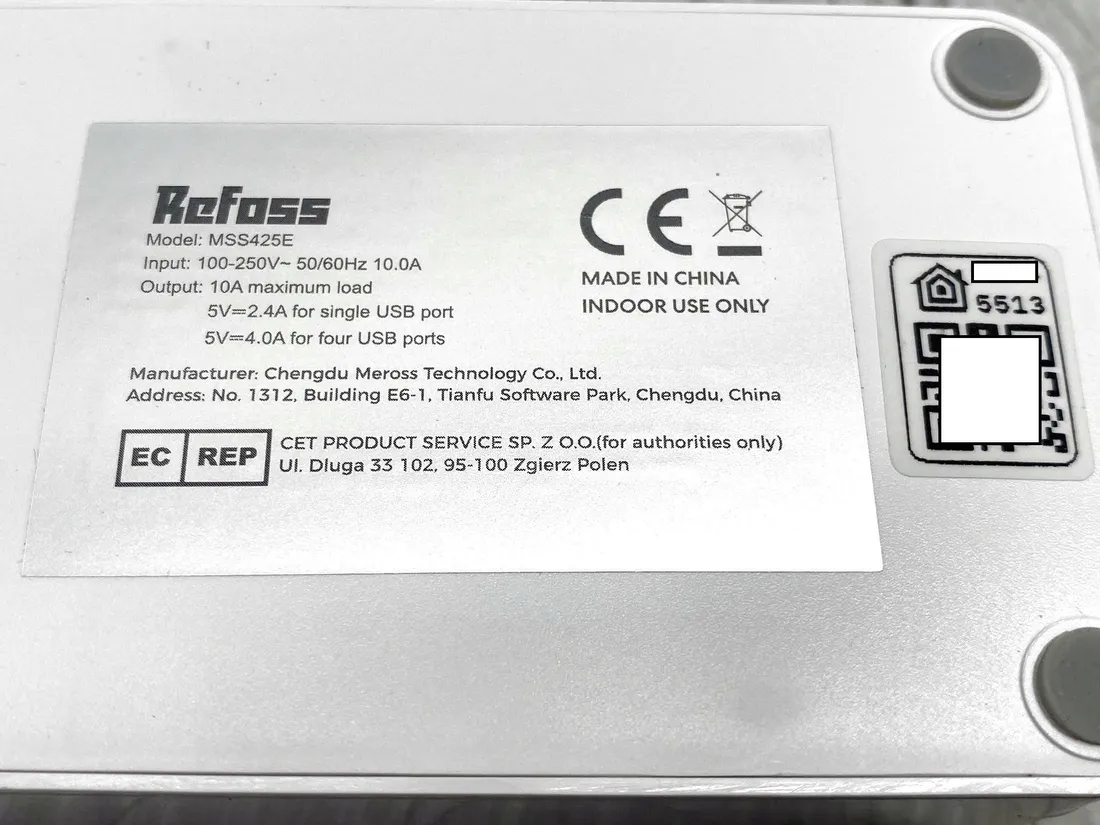 Refoss
Model: MSS425E
Input: 100-250V~ 50/60Hz 10.0A
Output: 10A maximum load
5V⎓2.4A for single USB port
5V⎓4.0A for four USB ports
CE
MADE IN CHINA
INDOOR USE ONLY
Manufacturer: Chengdu Meross Technology Co., Ltd.
Address: No. 1312, Building E6-1, Tianfu Software Park, Chengdu, China
EC REP
CET PRODUCT SERVICE SP. Z O.O.(for authorities only)
Ul. Dluga 33 102, 95-100 Zgierz Polen
5513